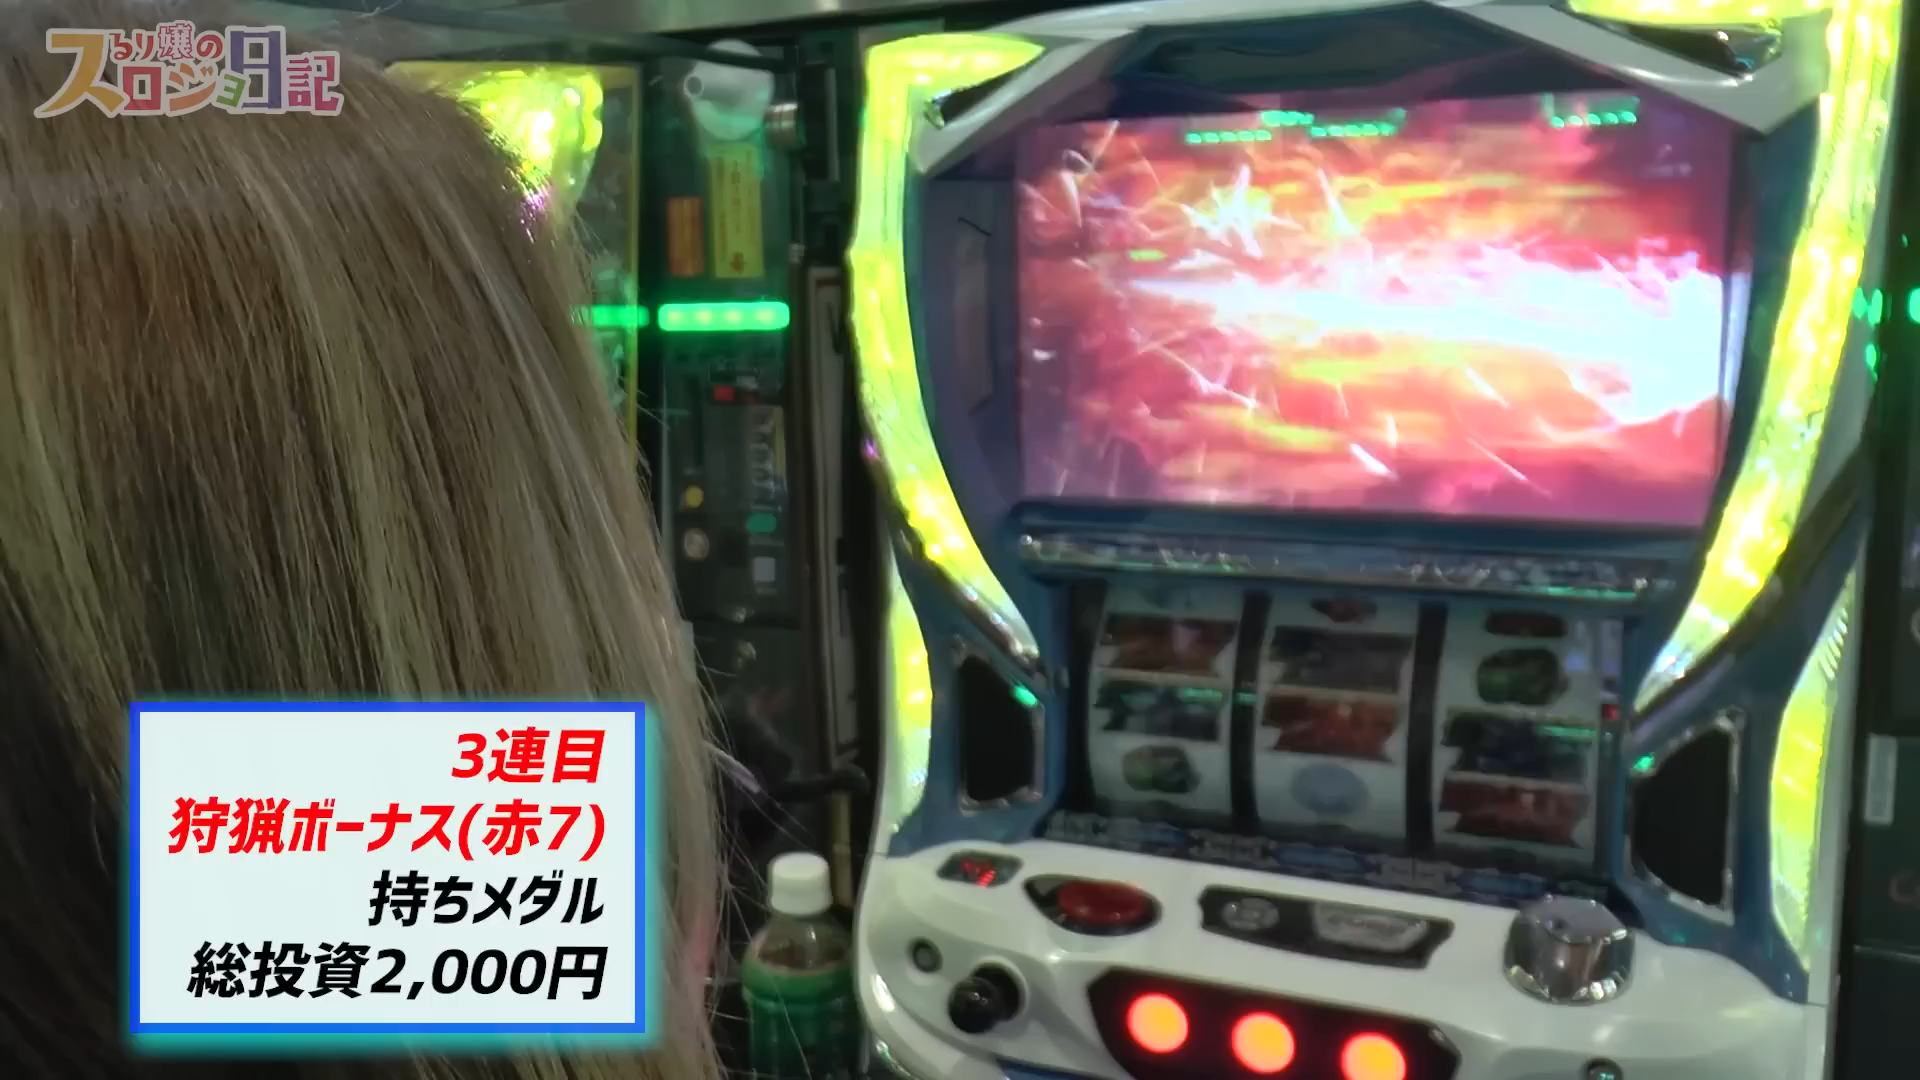 るり嬢の
スロジョ日記
3連目
狩猟ボーナス(赤7)
持ちメダル
総投資2,000円